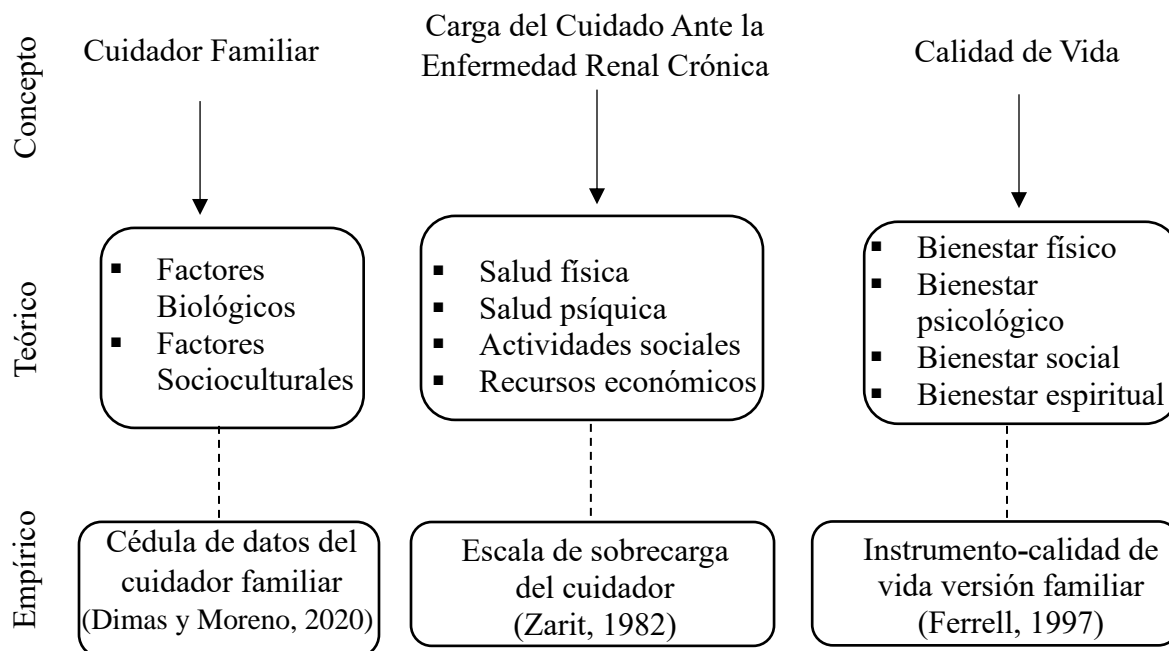 Concepto
Cuidador Familiar
Carga del Cuidado Ante la
Enfermedad Renal Crónica
Calidad de Vida
Teórico
▪ Factores
Biológicos
▪ Factores
Socioculturales
▪ Salud física
▪ Salud psíquica
▪ Actividades sociales
▪ Recursos económicos
▪ Bienestar físico
▪ Bienestar
psicológico
▪ Bienestar social
▪ Bienestar espiritual
Empírico
Cédula de datos del
cuidador familiar
(Dimas y Moreno, 2020)
Escala de sobrecarga
del cuidador
(Zarit, 1982)
Instrumento-calidad de
vida versión familiar
(Ferrell, 1997)